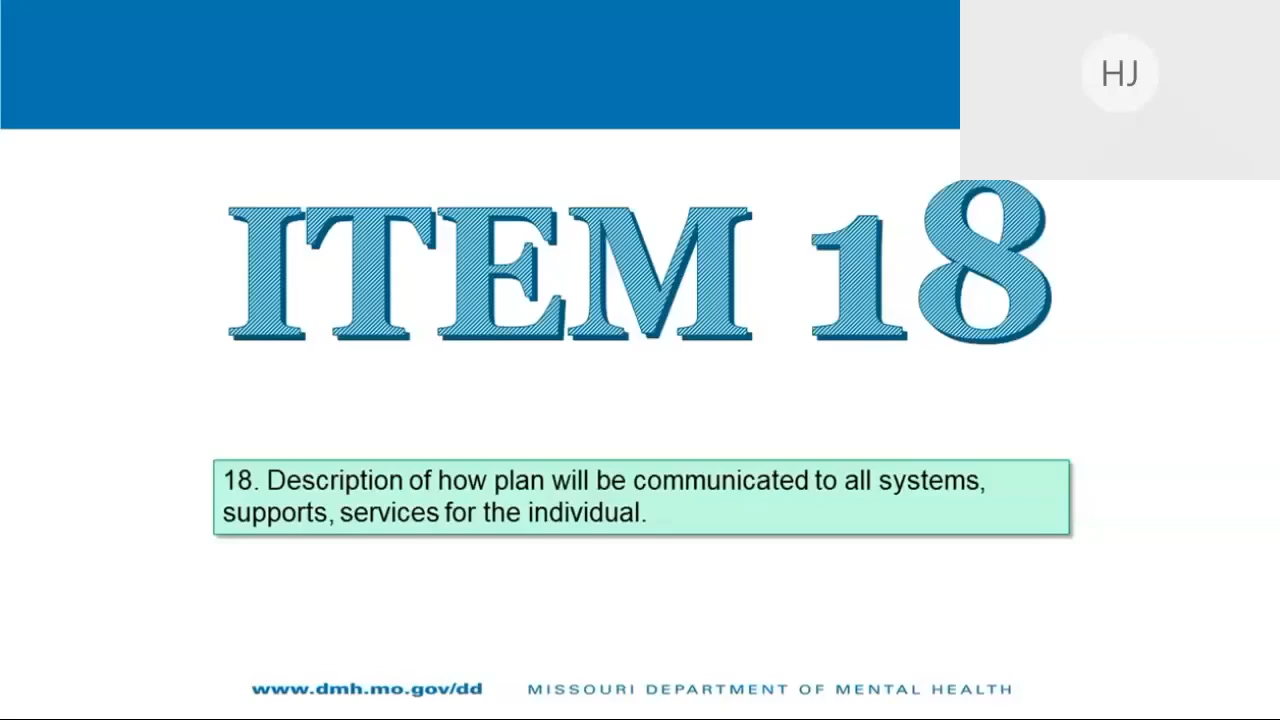 HJ
ITEM 18
18. Description of how plan will be communicated to all systems,
supports, services for the individual.
www.dmh.mo.gov/dd MISSOURI DEPARTMENT OF MENTAL HEALTH